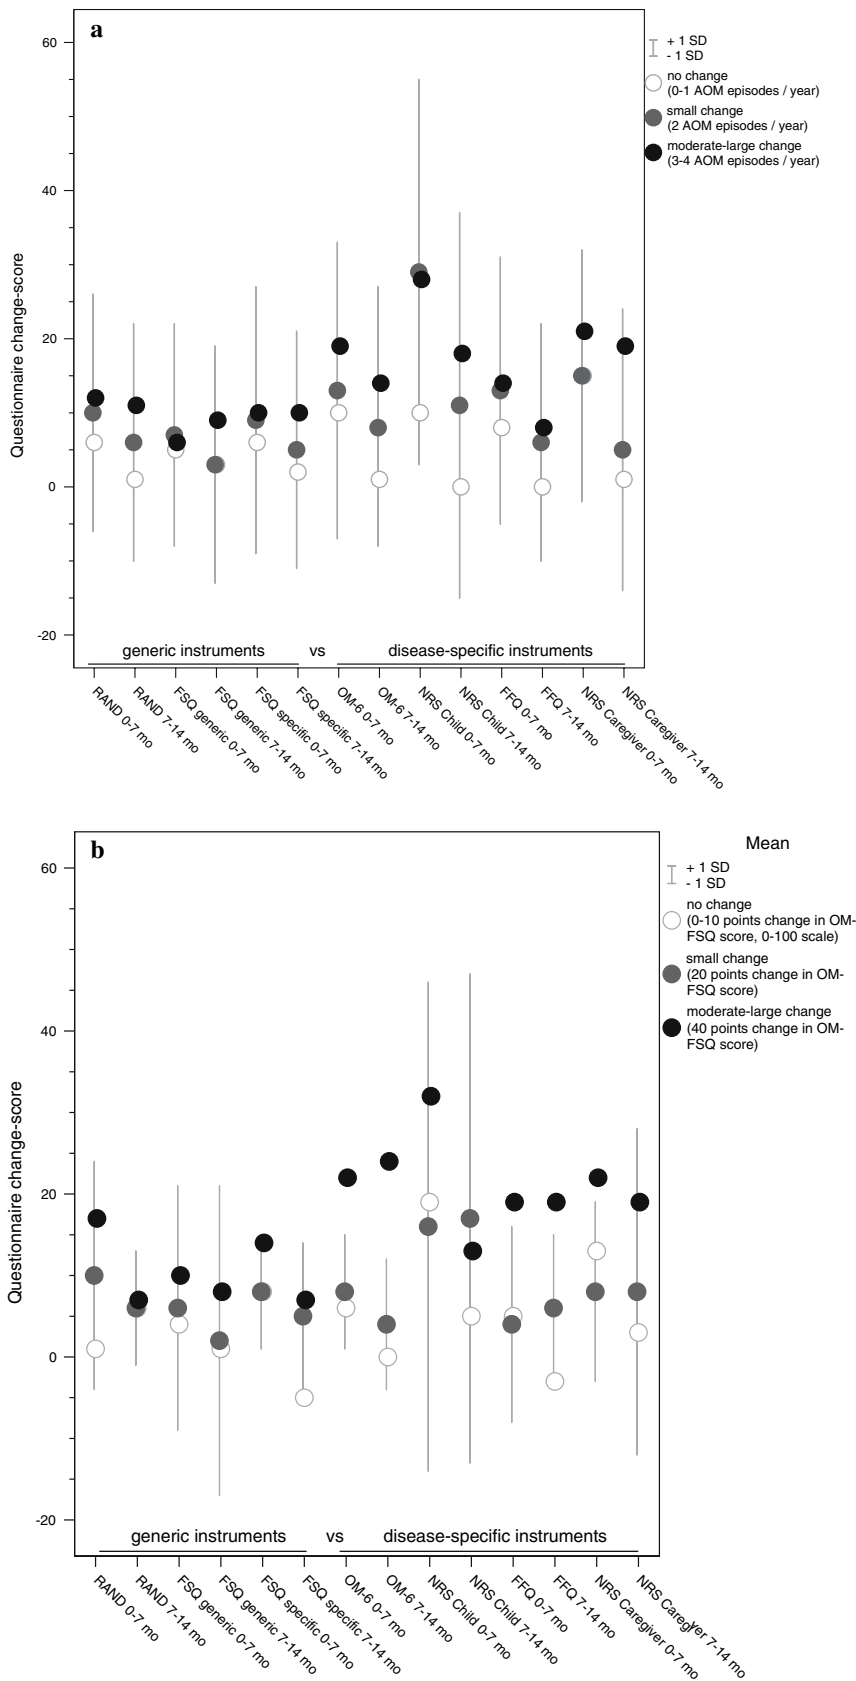 a
60
40
20
0
-20
Questionnaire change-score
+ 1 SD
- 1 SD
no change
(0-1 AOM episodes / year)
small change
(2 AOM episodes / year)
moderate-large change
(3-4 AOM episodes / year)
generic instruments vs disease-specific instruments
RAND 0-7 mo
RAND 7-14 mo
FSQ generic 0-7 mo
FSQ generic 7-14 mo
FSQ specific 0-7 mo
FSQ specific 7-14 mo
OM-6 0-7 mo
OM-6 7-14 mo
NRS Child 0-7 mo
NRS Child 7-14 mo
FFQ 0-7 mo
FFQ 7-14 mo
NRS Caregiver 0-7 mo
NRS Caregiver 7-14 mo
b
60
40
20
0
-20
Questionnaire change-score
Mean
+ 1 SD
- 1 SD
no change
(0-10 points change in OM-
FSQ score, 0-100 scale)
small change
(20 points change in OM-
FSQ score)
moderate-large change
(40 points change in OM-
FSQ score)
generic instruments vs disease-specific instruments
RAND 0-7 mo
RAND 7-14 mo
FSQ generic 0-7 mo
FSQ generic 7-14 mo
FSQ specific 0-7 mo
FSQ specific 7-14 mo
OM-6 0-7 mo
OM-6 7-14 mo
NRS Child 0-7 mo
NRS Child 7-14 mo
FFQ 0-7 mo
FFQ 7-14 mo
NRS Caregiver 0-7 mo
NRS Caregiver 7-14 mo